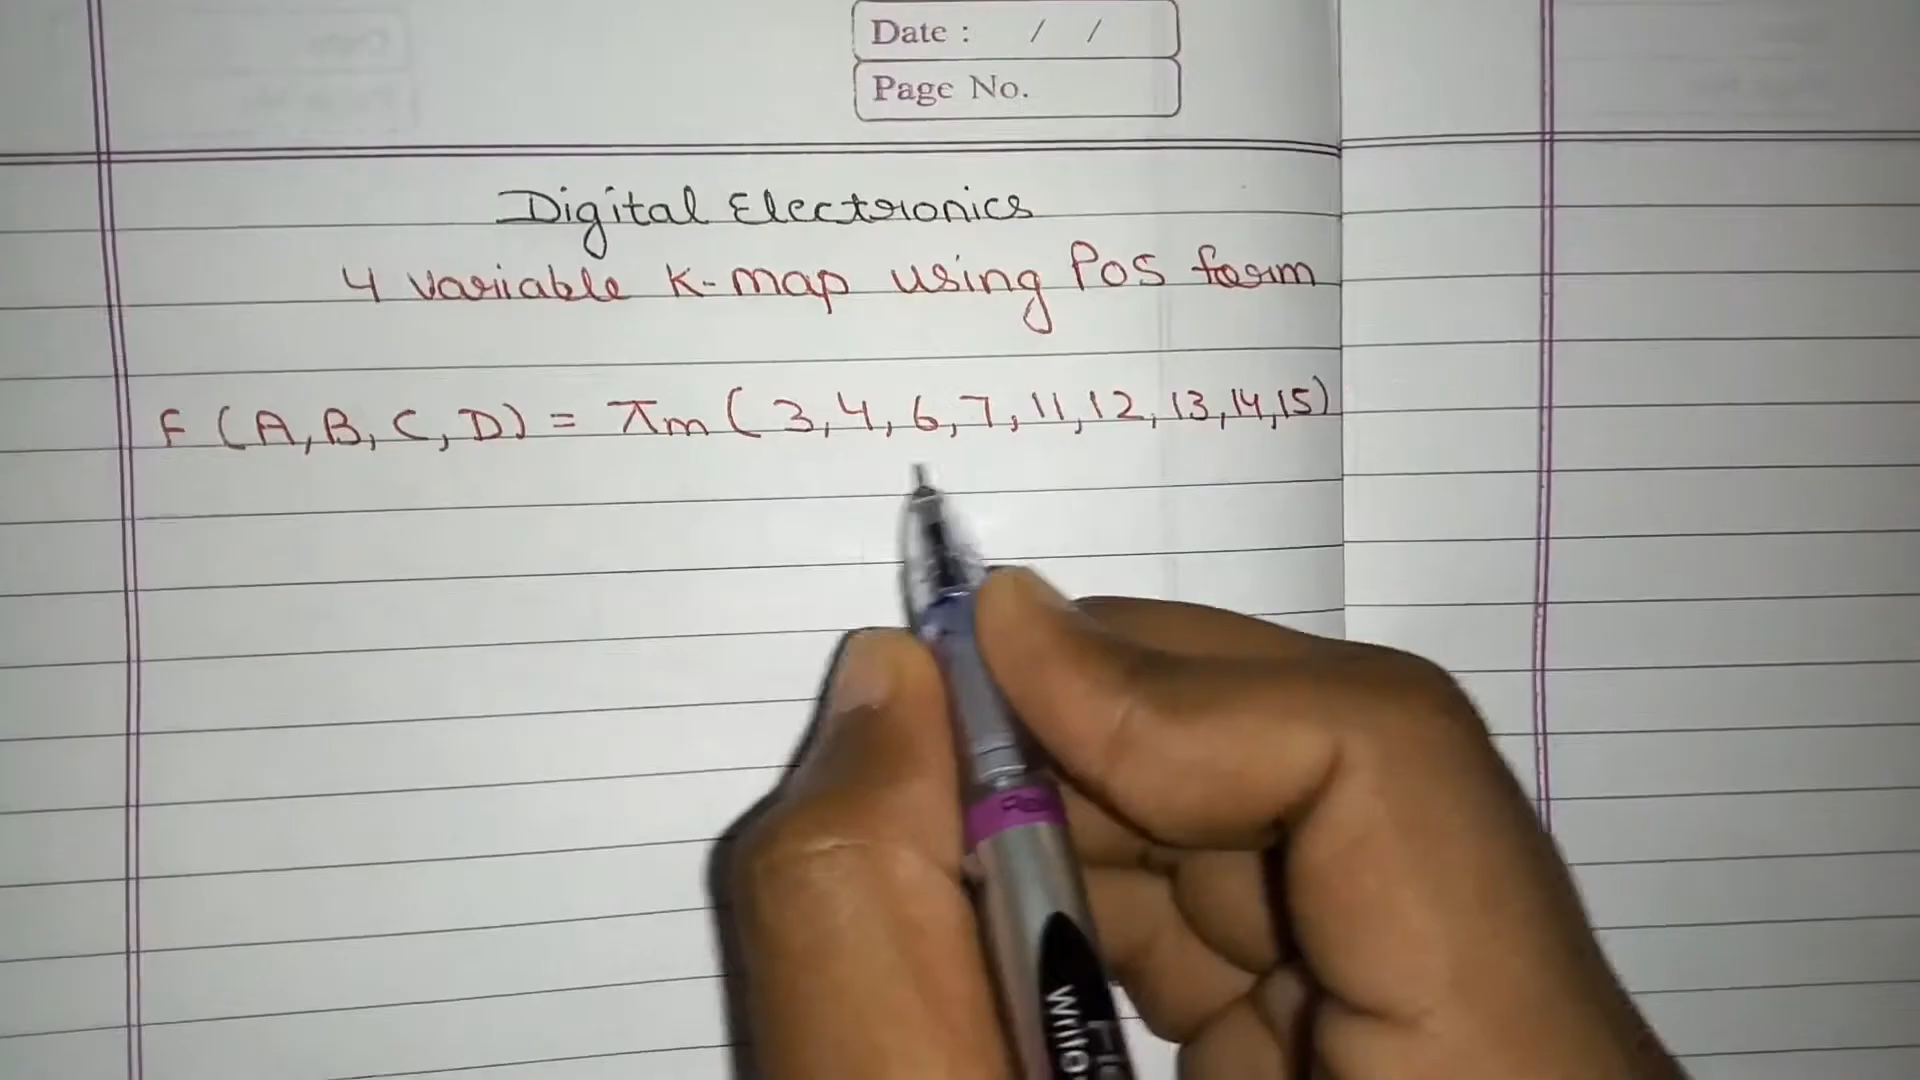 Date : / /
Page No.
Digital Electronics
4 variable K-map using POS form
F (A, B, C, D) = πm ( 3, 4, 6, 7, 11, 12, 13, 14, 15)